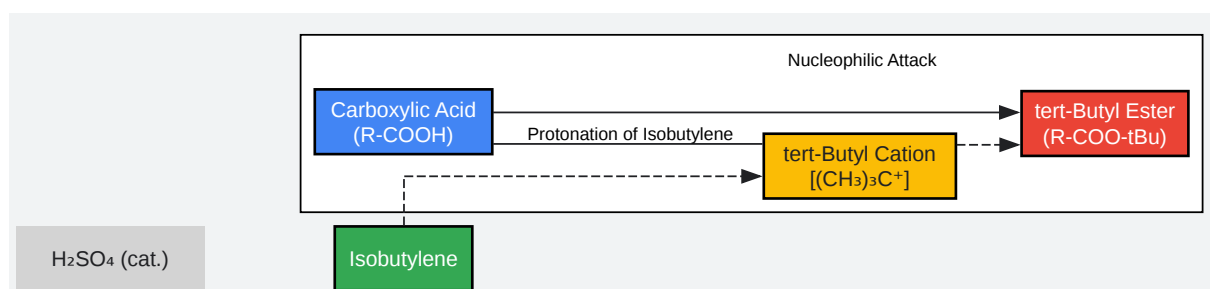 Nucleophilic Attack
Carboxylic Acid
(R-COOH)
tert-Butyl Ester
(R-COO-tBu)
Protonation of Isobutylene
tert-Butyl Cation
[(CH₃)₃C⁺]
H₂SO₄ (cat.)
Isobutylene